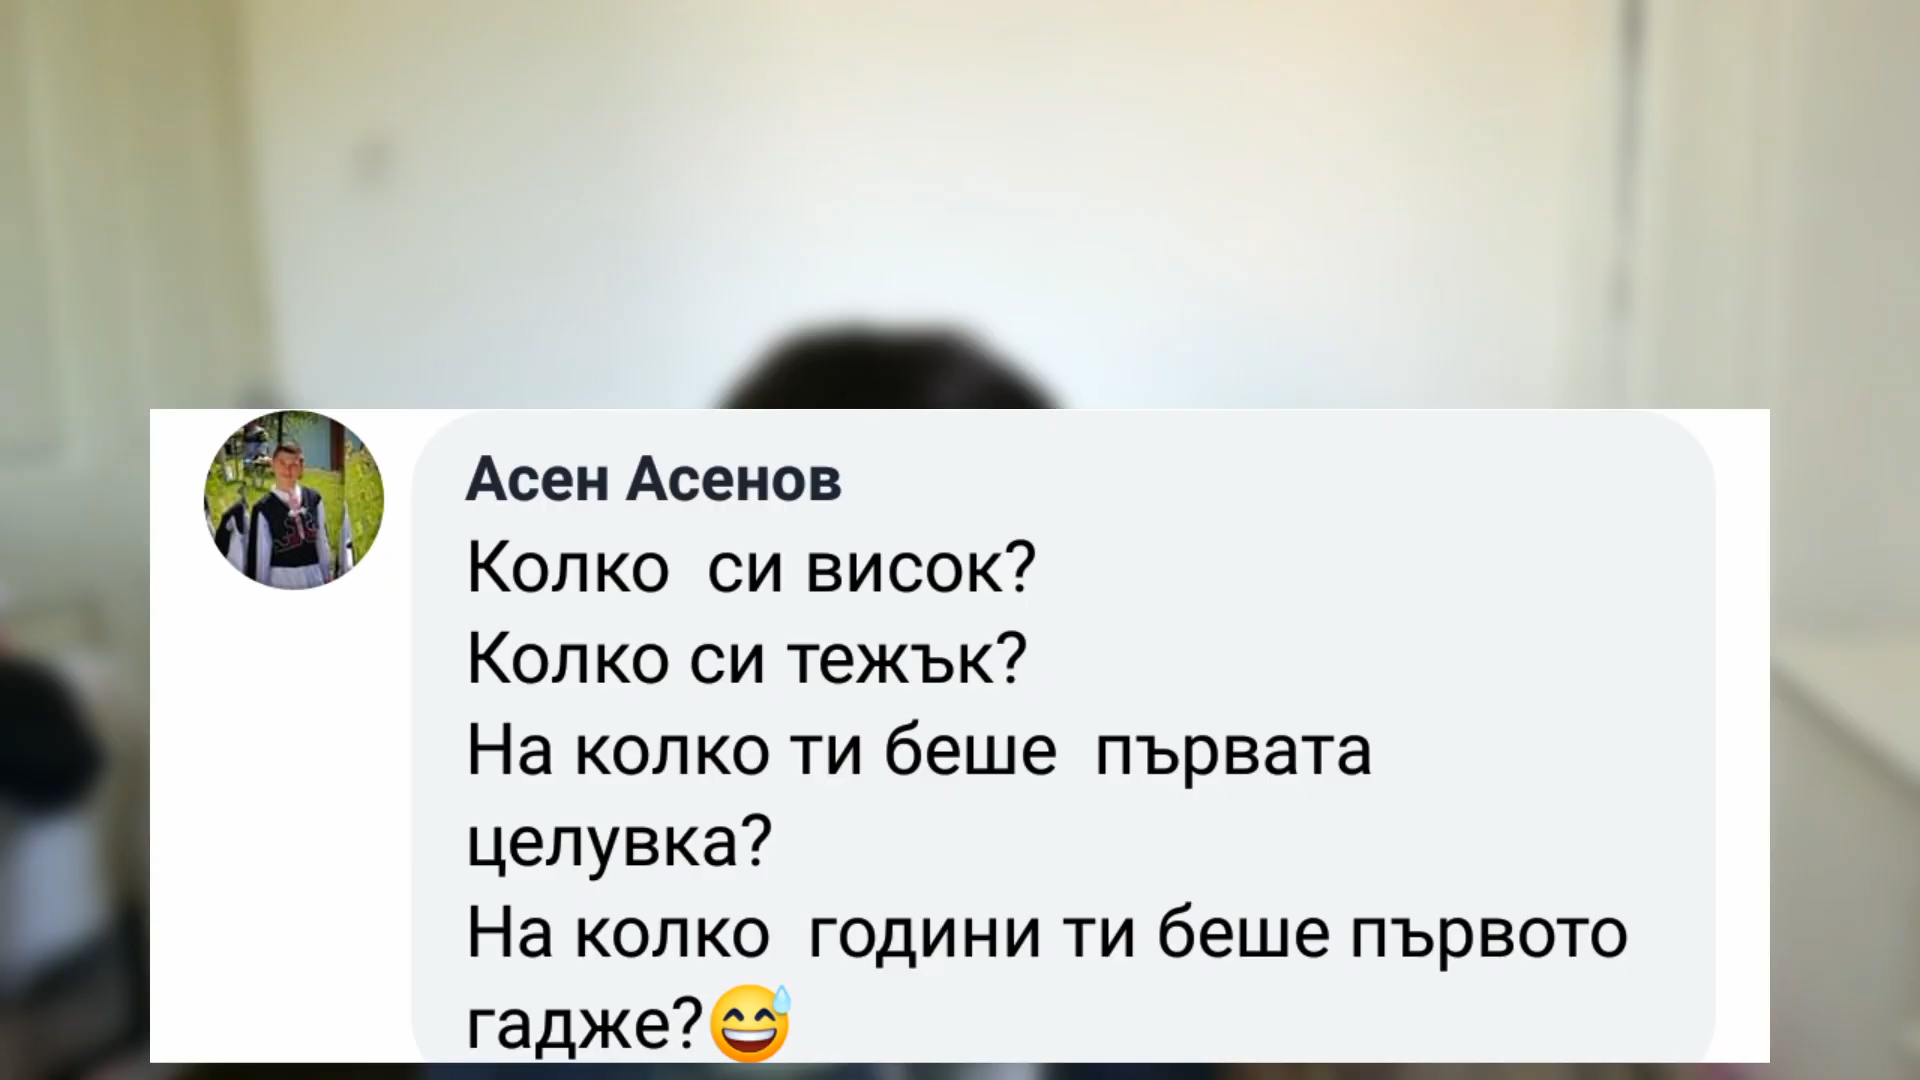 Асен Асенов
Колко си висок?
Колко си тежък?
На колко ти беше първата
целувка?
На колко години ти беше първото
гадже?😅